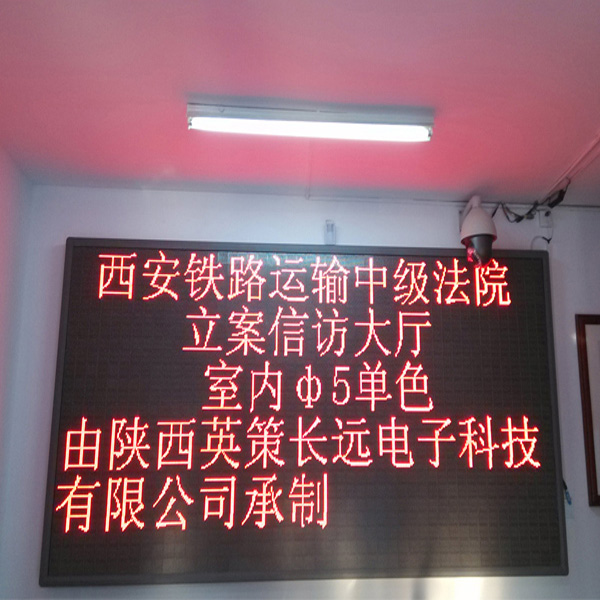 西安铁路运输中级法院
立案信访大厅
室内φ5单色
由陕西英策长远电子科技
有限公司承制